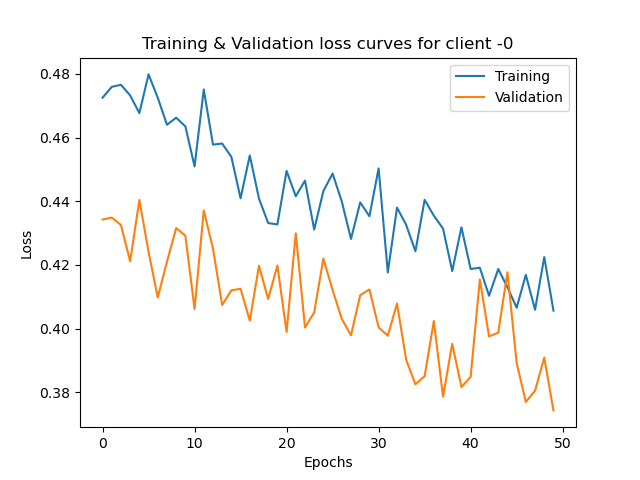 Training & Validation loss curves for client -0
Training
Validation
Loss
0.48
0.46
0.44
0.42
0.40
0.38
0
10
20
30
40
50
Epochs